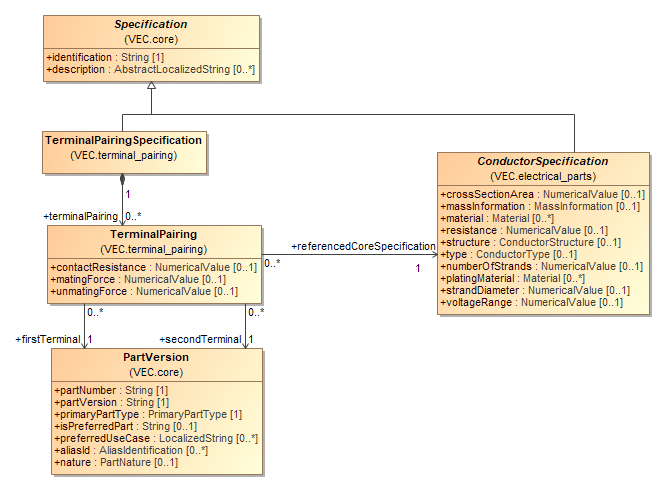 Specification
(VEC.core)
+identification : String [1]
+description : AbstractLocalizedString [0..*]
TerminalPairingSpecification
(VEC.terminal_pairing)
1
+terminalPairing 0..*
TerminalPairing
(VEC.terminal_pairing)
+contactResistance : NumericalValue [0..1]
+matingForce : NumericalValue [0..1]
+unmatingForce : NumericalValue [0..1]
+referencedCoreSpecification
0..*
1
ConductorSpecification
(VEC.electrical_parts)
+crossSectionArea : NumericalValue [0..1]
+massInformation : MassInformation [0..1]
+material : Material [0..*]
+resistance : NumericalValue [0..1]
+structure : ConductorStructure [0..1]
+type : ConductorType [0..1]
+numberOfStrands : NumericalValue [0..1]
+platingMaterial : Material [0..*]
+strandDiameter : NumericalValue [0..1]
+voltageRange : NumericalValue [0..1]
0..* 0..*
+firstTerminal 1 +secondTerminal 1
PartVersion
(VEC.core)
+partNumber : String [1]
+partVersion : String [1]
+primaryPartType : PrimaryPartType [1]
+isPreferredPart : String [0..1]
+preferredUseCase : LocalizedString [0..*]
+aliasId : AliasIdentification [0..*]
+nature : PartNature [0..1]